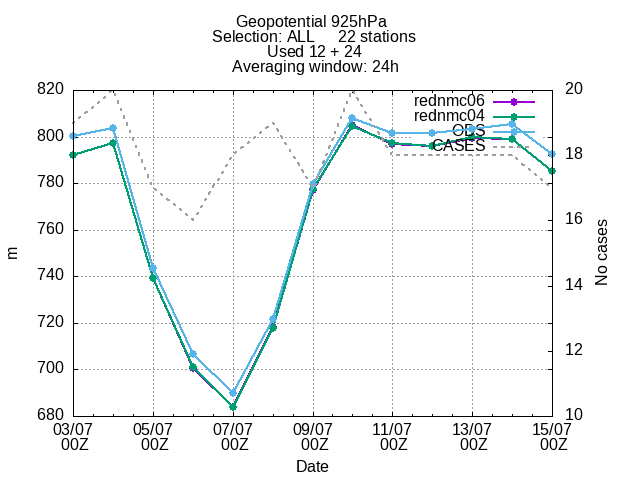 Geopotential 925hPa
Selection: ALL 22 stations
Used 12 + 24
Averaging window: 24h
820 20
rednmc06
rednmc04
OBS
800
CASES
18
780
16
760
m No cases
740
14
720
12
700
680 10
03/07 05/07 07/07 09/07 11/07 13/07 15/07
00Z 00Z 00Z 00Z 00Z 00Z 00Z
Date